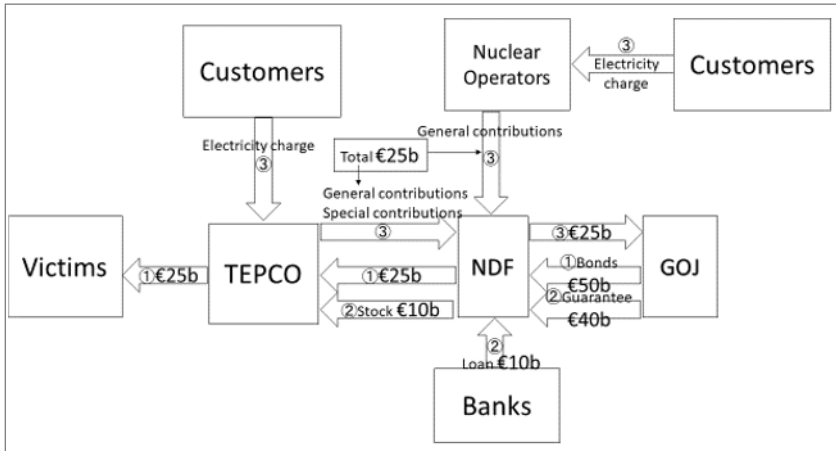 Customers
Nuclear
Operators
③
Electricity
charge
Customers
Electricity charge
③
General contributions
③
Total €25b
General contributions
Special contributions
Victims
①€25b
TEPCO
③
①€25b
②Stock €10b
NDF
③€25b
①Bonds
€50b
②Guarantee
€40b
GOJ
②
Loan €10b
Banks